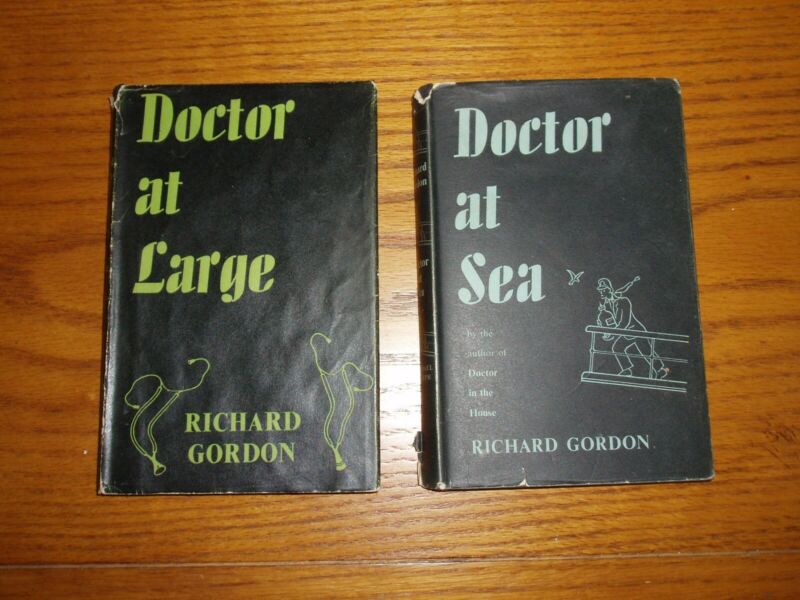 Doctor
at
Large
RICHARD
GORDON
Doctor
at
Sea
by the
author of
Doctor
in the
House
RICHARD GORDON